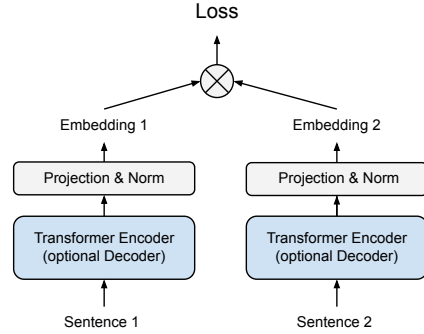 Loss
Embedding 1
Embedding 2
Projection & Norm
Projection & Norm
Transformer Encoder
(optional Decoder)
Transformer Encoder
(optional Decoder)
Sentence 1
Sentence 2